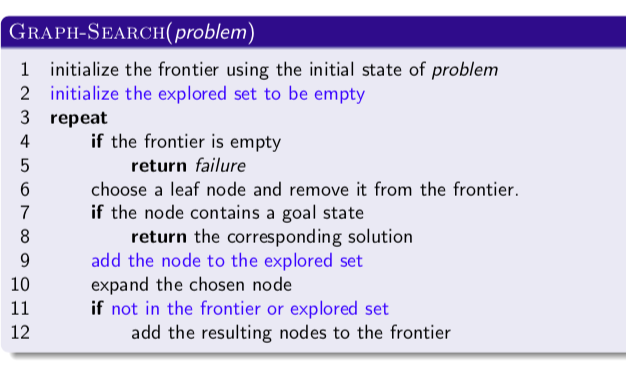 GRAPH-SEARCH(problem)
1 initialize the frontier using the initial state of problem
2 initialize the explored set to be empty
3 repeat
4 if the frontier is empty
5 return failure
6 choose a leaf node and remove it from the frontier.
7 if the node contains a goal state
8 return the corresponding solution
9 add the node to the explored set
10 expand the chosen node
11 if not in the frontier or explored set
12 add the resulting nodes to the frontier